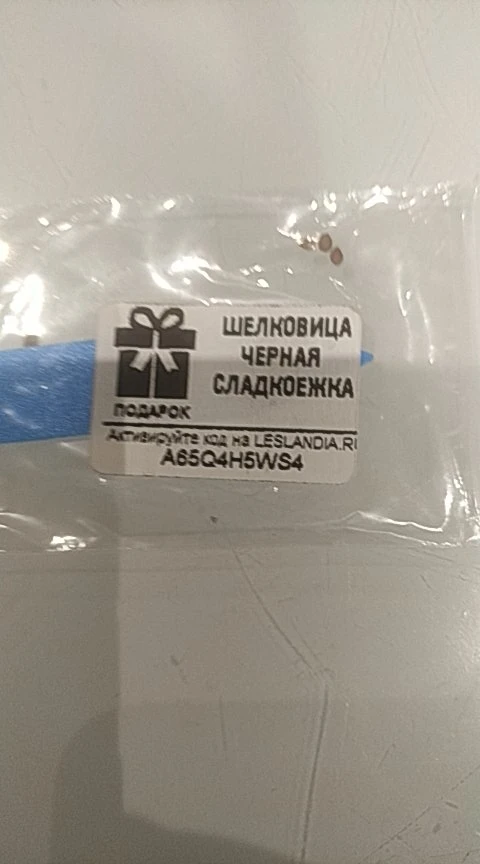 ШЕЛКОВИЦА
ЧЕРНАЯ
СЛАДКОЕЖКА
ПОДАРОК
Активируйте код на LESLANDIA.RU
A65Q4H5WS4